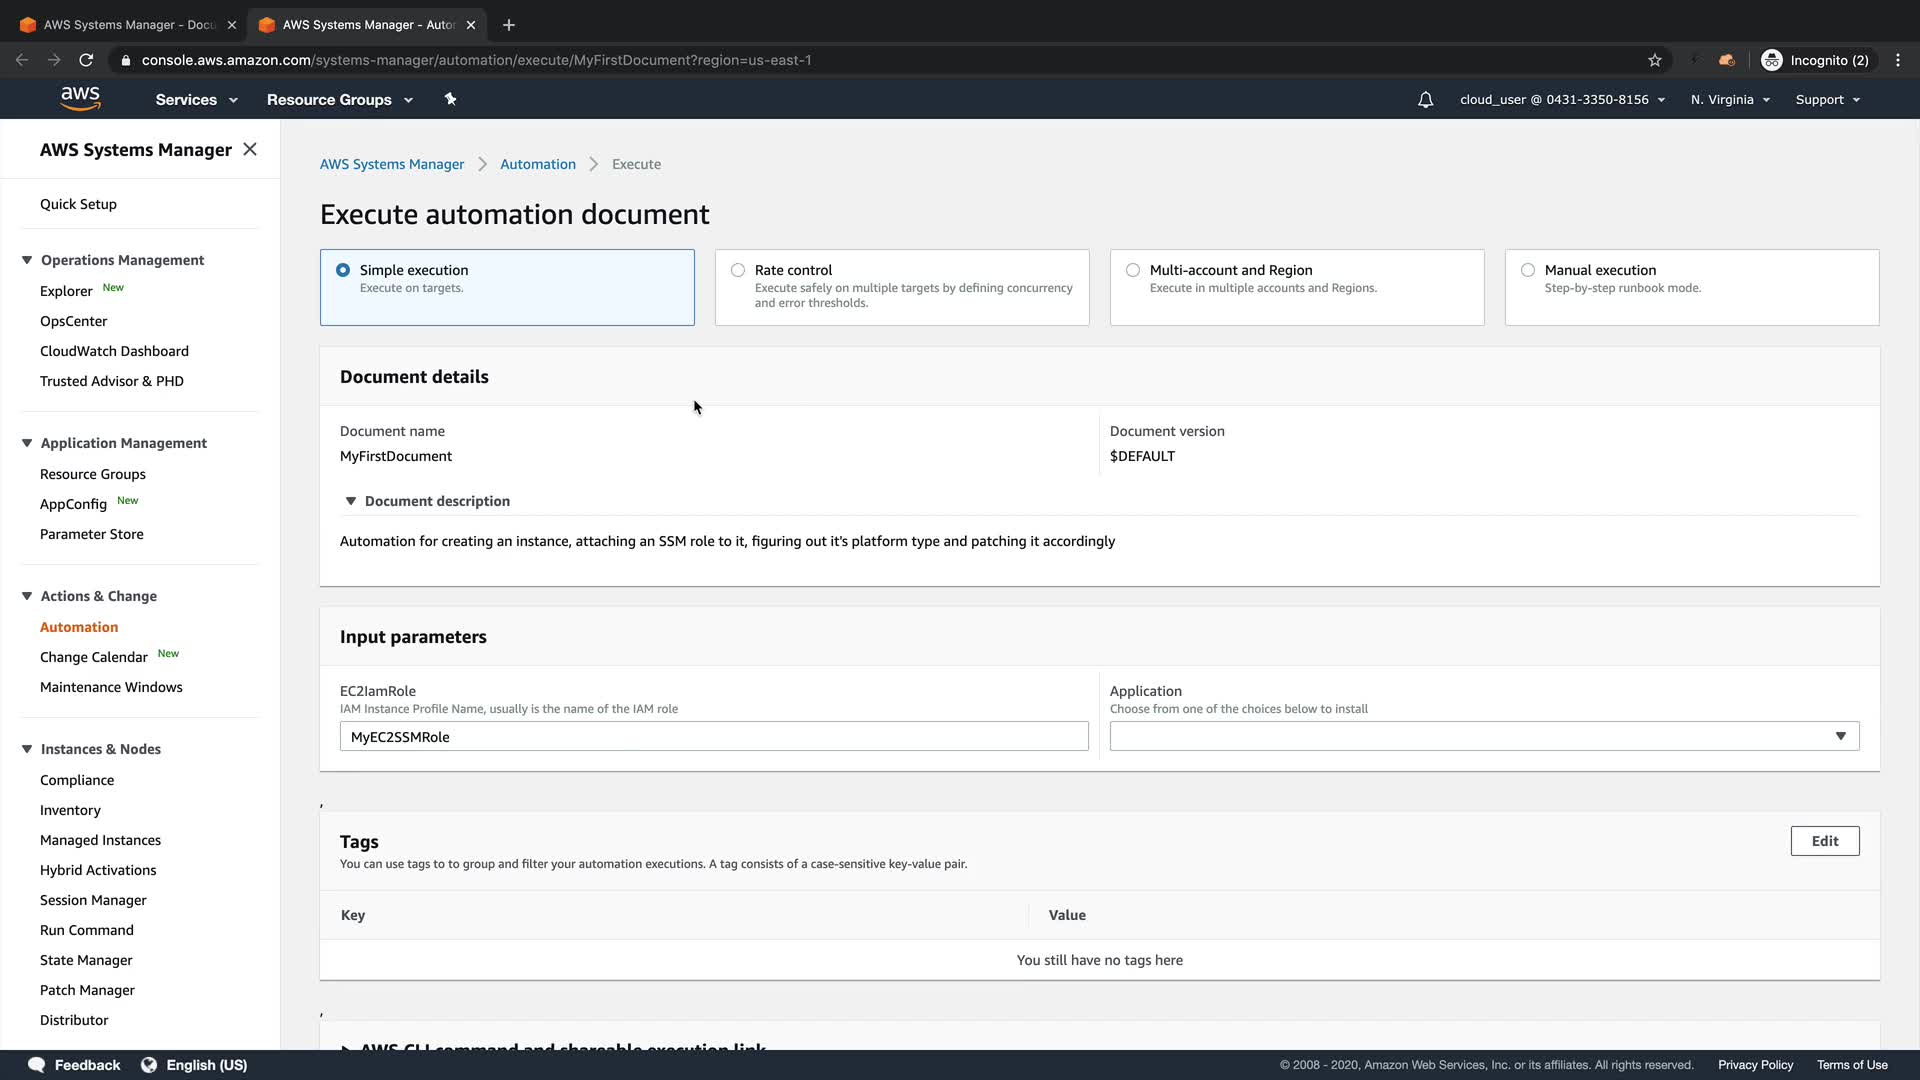 AWS Systems Manager - Docu
AWS Systems Manager - Auto
console.aws.amazon.com/systems-manager/automation/execute/MyFirstDocument?region=us-east-1
Incognito (2)
aws
Services
Resource Groups
cloud_user @ 0431-3350-8156
N. Virginia
Support
AWS Systems Manager
Quick Setup
Operations Management
Explorer New
OpsCenter
CloudWatch Dashboard
Trusted Advisor & PHD
Application Management
Resource Groups
AppConfig New
Parameter Store
Actions & Change
Automation
Change Calendar New
Maintenance Windows
Instances & Nodes
Compliance
Inventory
Managed Instances
Hybrid Activations
Session Manager
Run Command
State Manager
Patch Manager
Distributor
AWS Systems Manager > Automation > Execute
Execute automation document
Simple execution
Execute on targets.
Rate control
Execute safely on multiple targets by defining concurrency
and error thresholds.
Multi-account and Region
Execute in multiple accounts and Regions.
Manual execution
Step-by-step runbook mode.
Document details
Document name
MyFirstDocument
Document version
$DEFAULT
Document description
Automation for creating an instance, attaching an SSM role to it, figuring out it's platform type and patching it accordingly
Input parameters
EC2IamRole
IAM Instance Profile Name, usually is the name of the IAM role
MyEC2SSMRole
Application
Choose from one of the choices below to install
,
Tags
You can use tags to to group and filter your automation executions. A tag consists of a case-sensitive key-value pair.
Edit
Key
Value
You still have no tags here
,
AWS CLI command and shareable execution link
Feedback
English (US)
© 2008 - 2020, Amazon Web Services, Inc. or its affiliates. All rights reserved.
Privacy Policy
Terms of Use